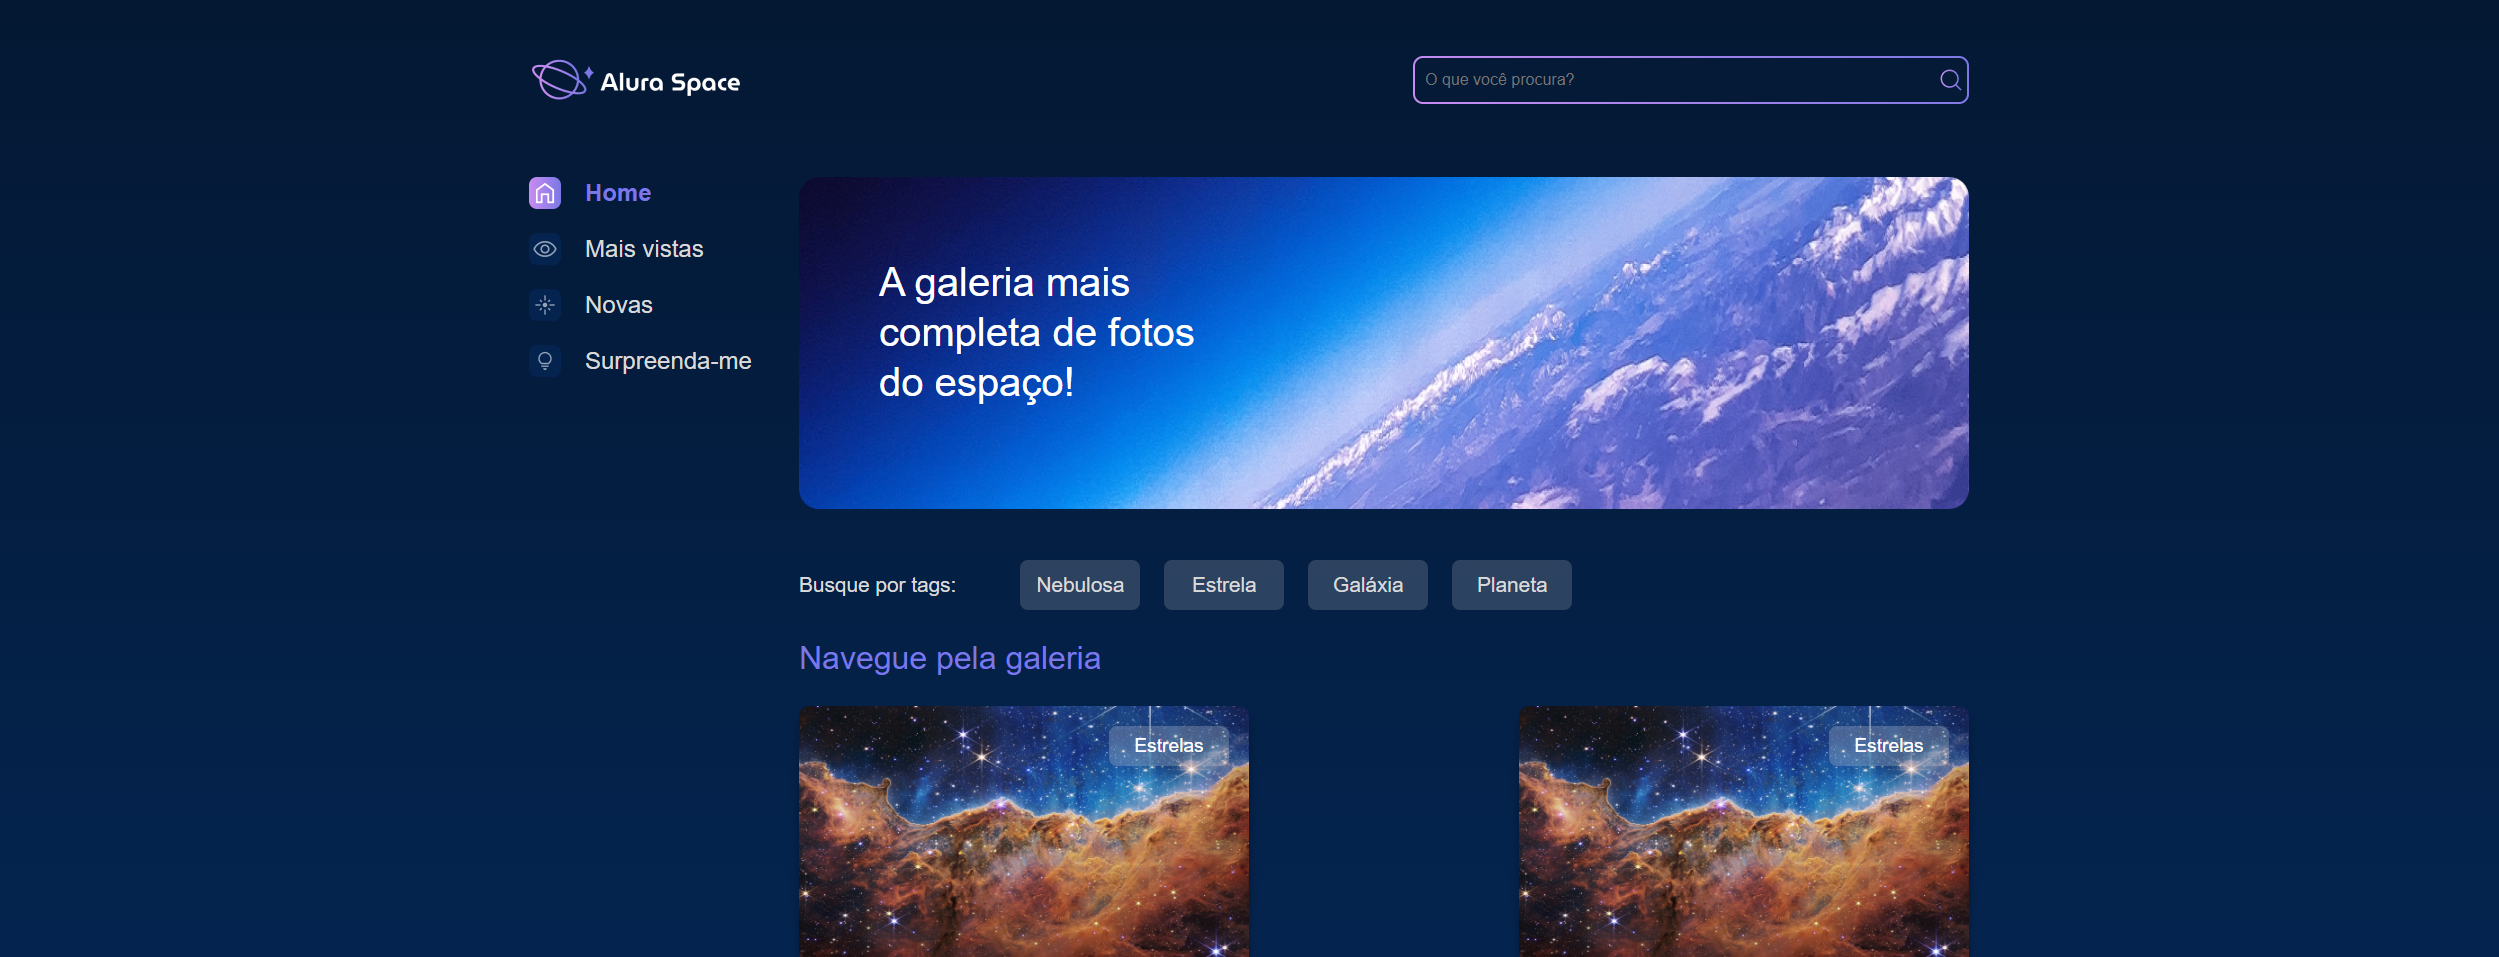 Alura Space
O que você procura?
Home
Mais vistas
Novas
Surpreenda-me
A galeria mais
completa de fotos
do espaço!
Busque por tags:
Nebulosa
Estrela
Galáxia
Planeta
Navegue pela galeria
Estrelas
Estrelas